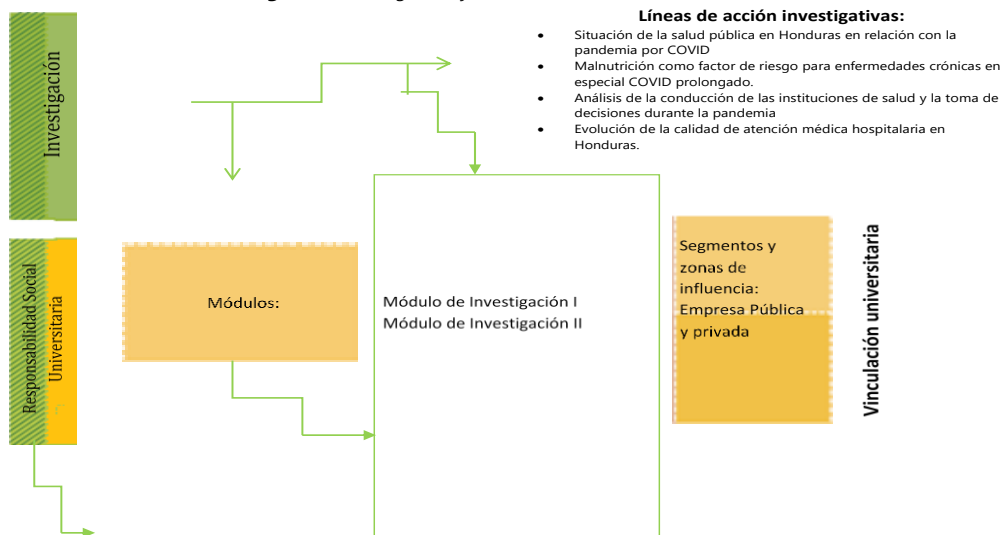 Líneas de acción investigativas:
• Situación de la salud pública en Honduras en relación con la
pandemia por COVID
• Malnutrición como factor de riesgo para enfermedades crónicas en
especial COVID prolongado.
• Análisis de la conducción de las instituciones de salud y la toma de
decisiones durante la pandemia
• Evolución de la calidad de atención médica hospitalaria en
Honduras.
Investigación
Responsabilidad Social
Universitaria
Módulos:
Módulo de Investigación I
Módulo de Investigación II
Segmentos y
zonas de
influencia:
Empresa Pública
y privada
Vinculación universitaria